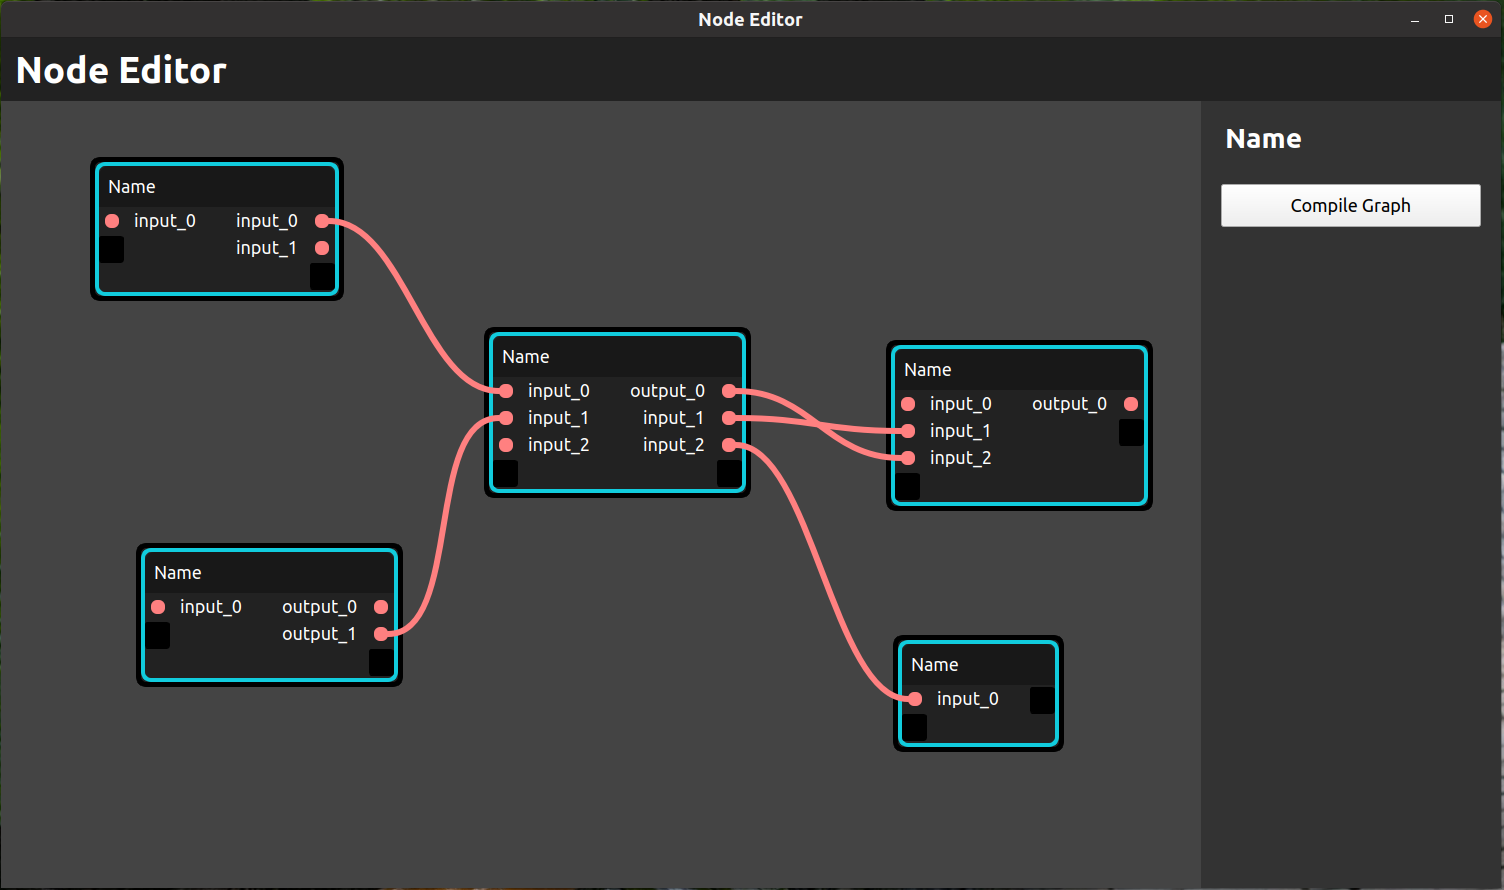 Node Editor
Node Editor
Name
Compile Graph
Name
input_0 input_0
input_1
Name
input_0 output_0
input_1 input_1
input_2 input_2
Name
input_0 output_0
input_1
input_2
Name
input_0 output_0
output_1
Name
input_0